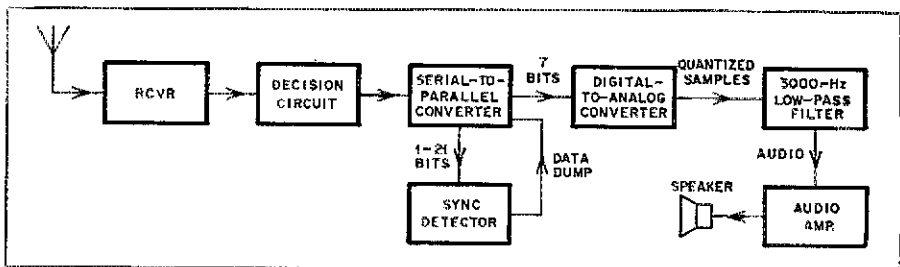 RCVR
DECISION
CIRCUIT
SERIAL-TO-
PARALLEL
CONVERTER
7
BITS
DIGITAL-
TO-ANALOG
CONVERTER
QUANTIZED
SAMPLES
3000-Hz
LOW-PASS
FILTER
1-21
BITS
DATA
DUMP
AUDIO
SYNC
DETECTOR
SPEAKER
AUDIO
AMP.